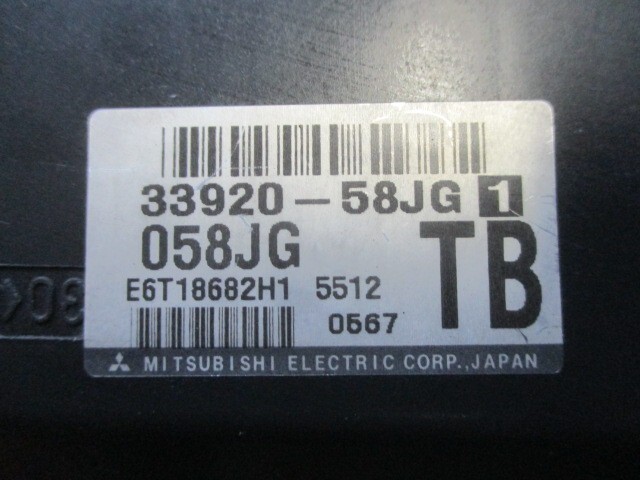 33920-58JG 1
058JG
TB
E6T18682H1 5512
0567
MITSUBISHI ELECTRIC CORP., JAPAN